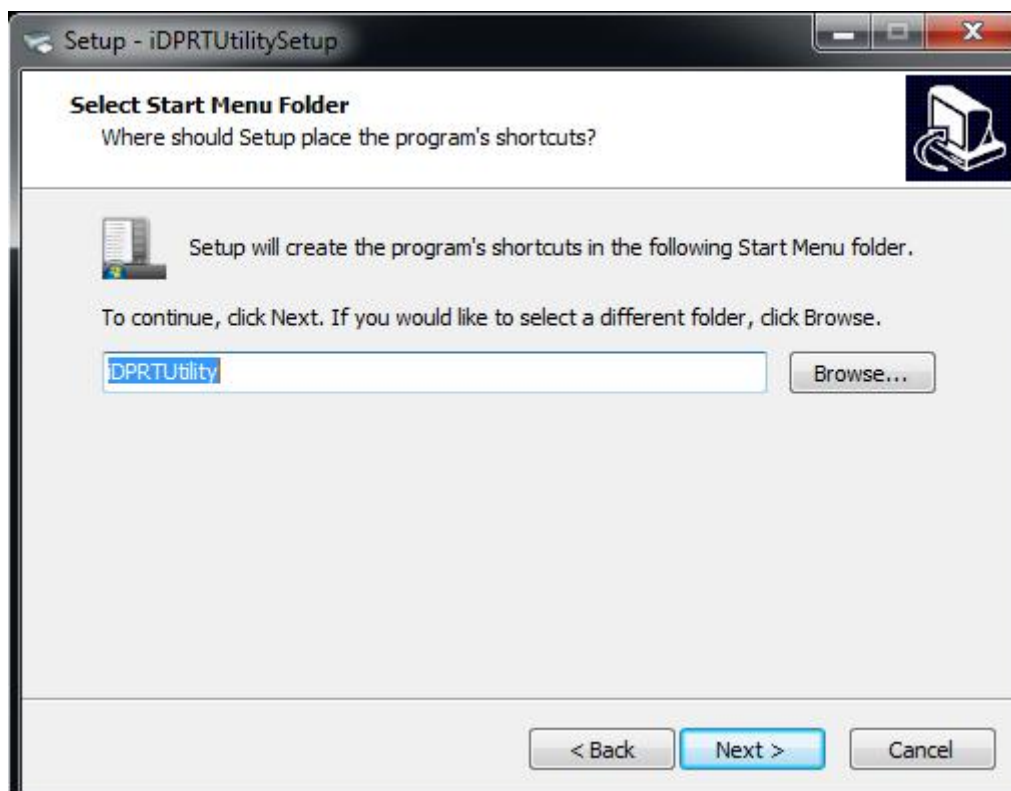 Setup - iDPRTUtilitySetup
Select Start Menu Folder
Where should Setup place the program's shortcuts?
Setup will create the program's shortcuts in the following Start Menu folder.
To continue, click Next. If you would like to select a different folder, click Browse.
iDPRTUtility
Browse...
< Back
Next >
Cancel